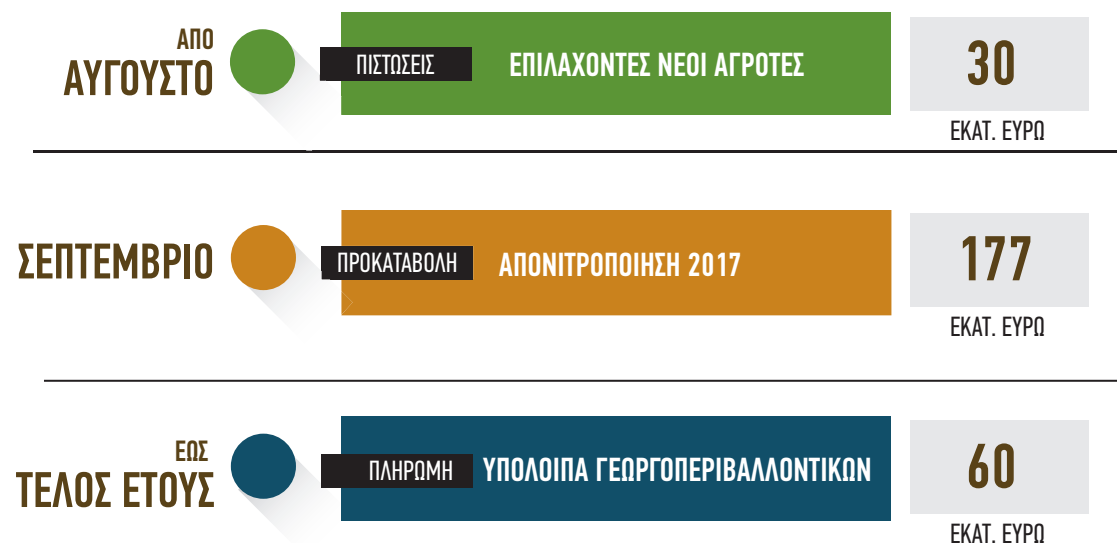 ΑΠΟ
ΑΥΓΟΥΣΤΟ
ΠΙΣΤΩΣΕΙΣ
ΕΠΙΛΑΧΟΝΤΕΣ ΝΕΟΙ ΑΓΡΟΤΕΣ
30
ΕΚΑΤ. ΕΥΡΩ
ΣΕΠΤΕΜΒΡΙΟ
ΠΡΟΚΑΤΑΒΟΛΗ
ΑΠΟΝΙΤΡΟΠΟΙΗΣΗ 2017
177
ΕΚΑΤ. ΕΥΡΩ
ΕΩΣ
ΤΕΛΟΣ ΕΤΟΥΣ
ΠΛΗΡΩΜΗ
ΥΠΟΛΟΙΠΑ ΓΕΩΡΓΟΠΕΡΙΒΑΛΛΟΝΤΙΚΩΝ
60
ΕΚΑΤ. ΕΥΡΩ